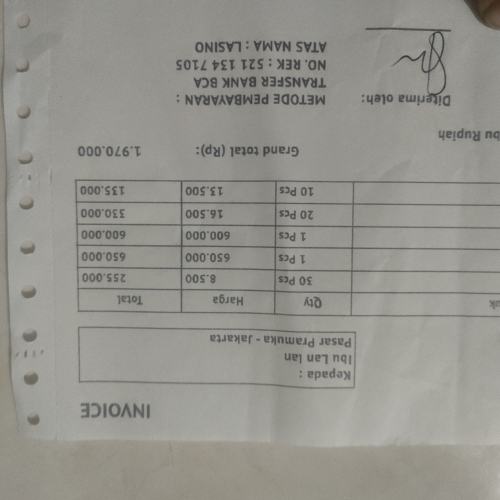 INVOICE
Kepada :
Ibu Lan lan
Pasar Pramuka - Jakarta
uk Qty Harga Total
30 Pcs 8.500 255.000
1 Pcs 650.000 650.000
1 Pcs 600.000 600.000
20 Pcs 16.500 330.000
10 Pcs 13.500 135.000
Grand total (Rp): 1.970.000
bu Rupiah
Diterima oleh:
METODE PEMBAYARAN :
TRANSFER BANK BCA
NO. REK : 521 134 7105
ATAS NAMA : LASINO